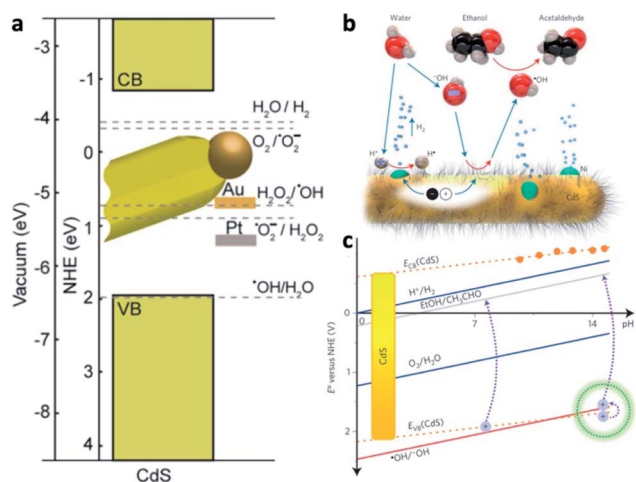 a
Vacuum (eV)
-3
-4
-5
-6
-7
-8
NHE (eV)
-1
0
1
2
3
4
CB
H₂O / H₂
O₂ / •O₂⁻
Au
H₂O₂/•OH
Pt
•O₂⁻/ H₂O₂
•OH/H₂O
VB
CdS
b
Water
Ethanol
Acetaldehyde
⁻OH
•OH
H₂
H⁺
H•
Ni
CdS
−
+
c
E_CB(CdS)
H⁺/H₂
EtOH/CH₃CHO
0
0
7
14
pH
CdS
E° versus NHE (V)
O₂/H₂O
1
E_VB(CdS)
2
•OH/⁻OH
+
+
+